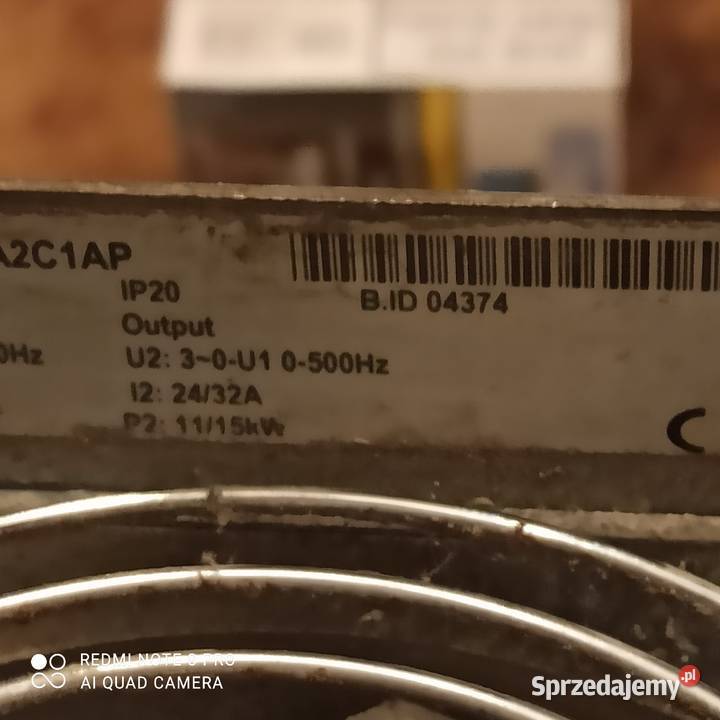 A2C1AP
IP20
B.ID 04374
Output
0Hz
U2: 3~0-U1 0-500Hz
I2: 24/32A
P2: 11/15kW
C
REDMI NOTE 8 PRO
AI QUAD CAMERA
Sprzedajemy.pl